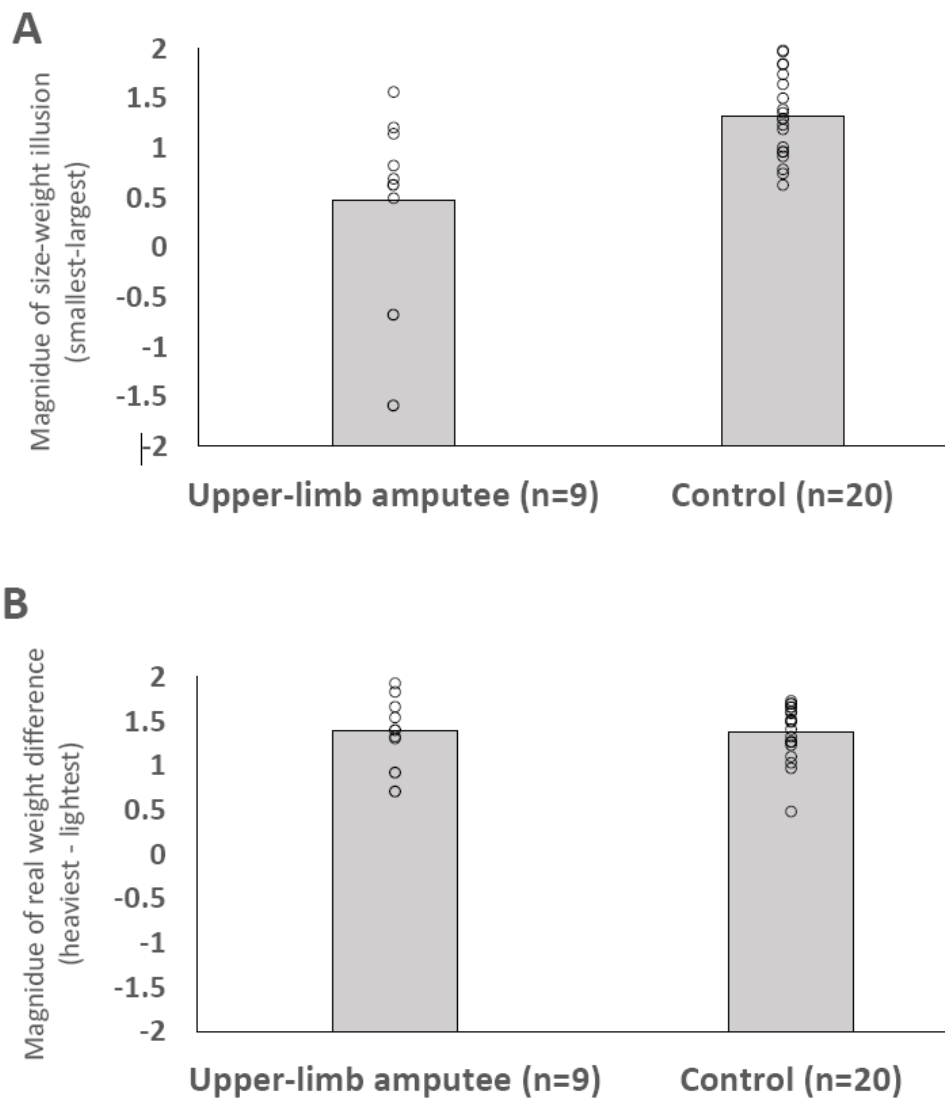 A
Magnidue of size-weight illusion
(smallest-largest)
2
1.5
1
0.5
0
-0.5
-1
-1.5
-2
Upper-limb amputee (n=9)
Control (n=20)
B
Magnidue of real weight difference
(heaviest - lightest)
2
1.5
1
0.5
0
-0.5
-1
-1.5
-2
Upper-limb amputee (n=9)
Control (n=20)